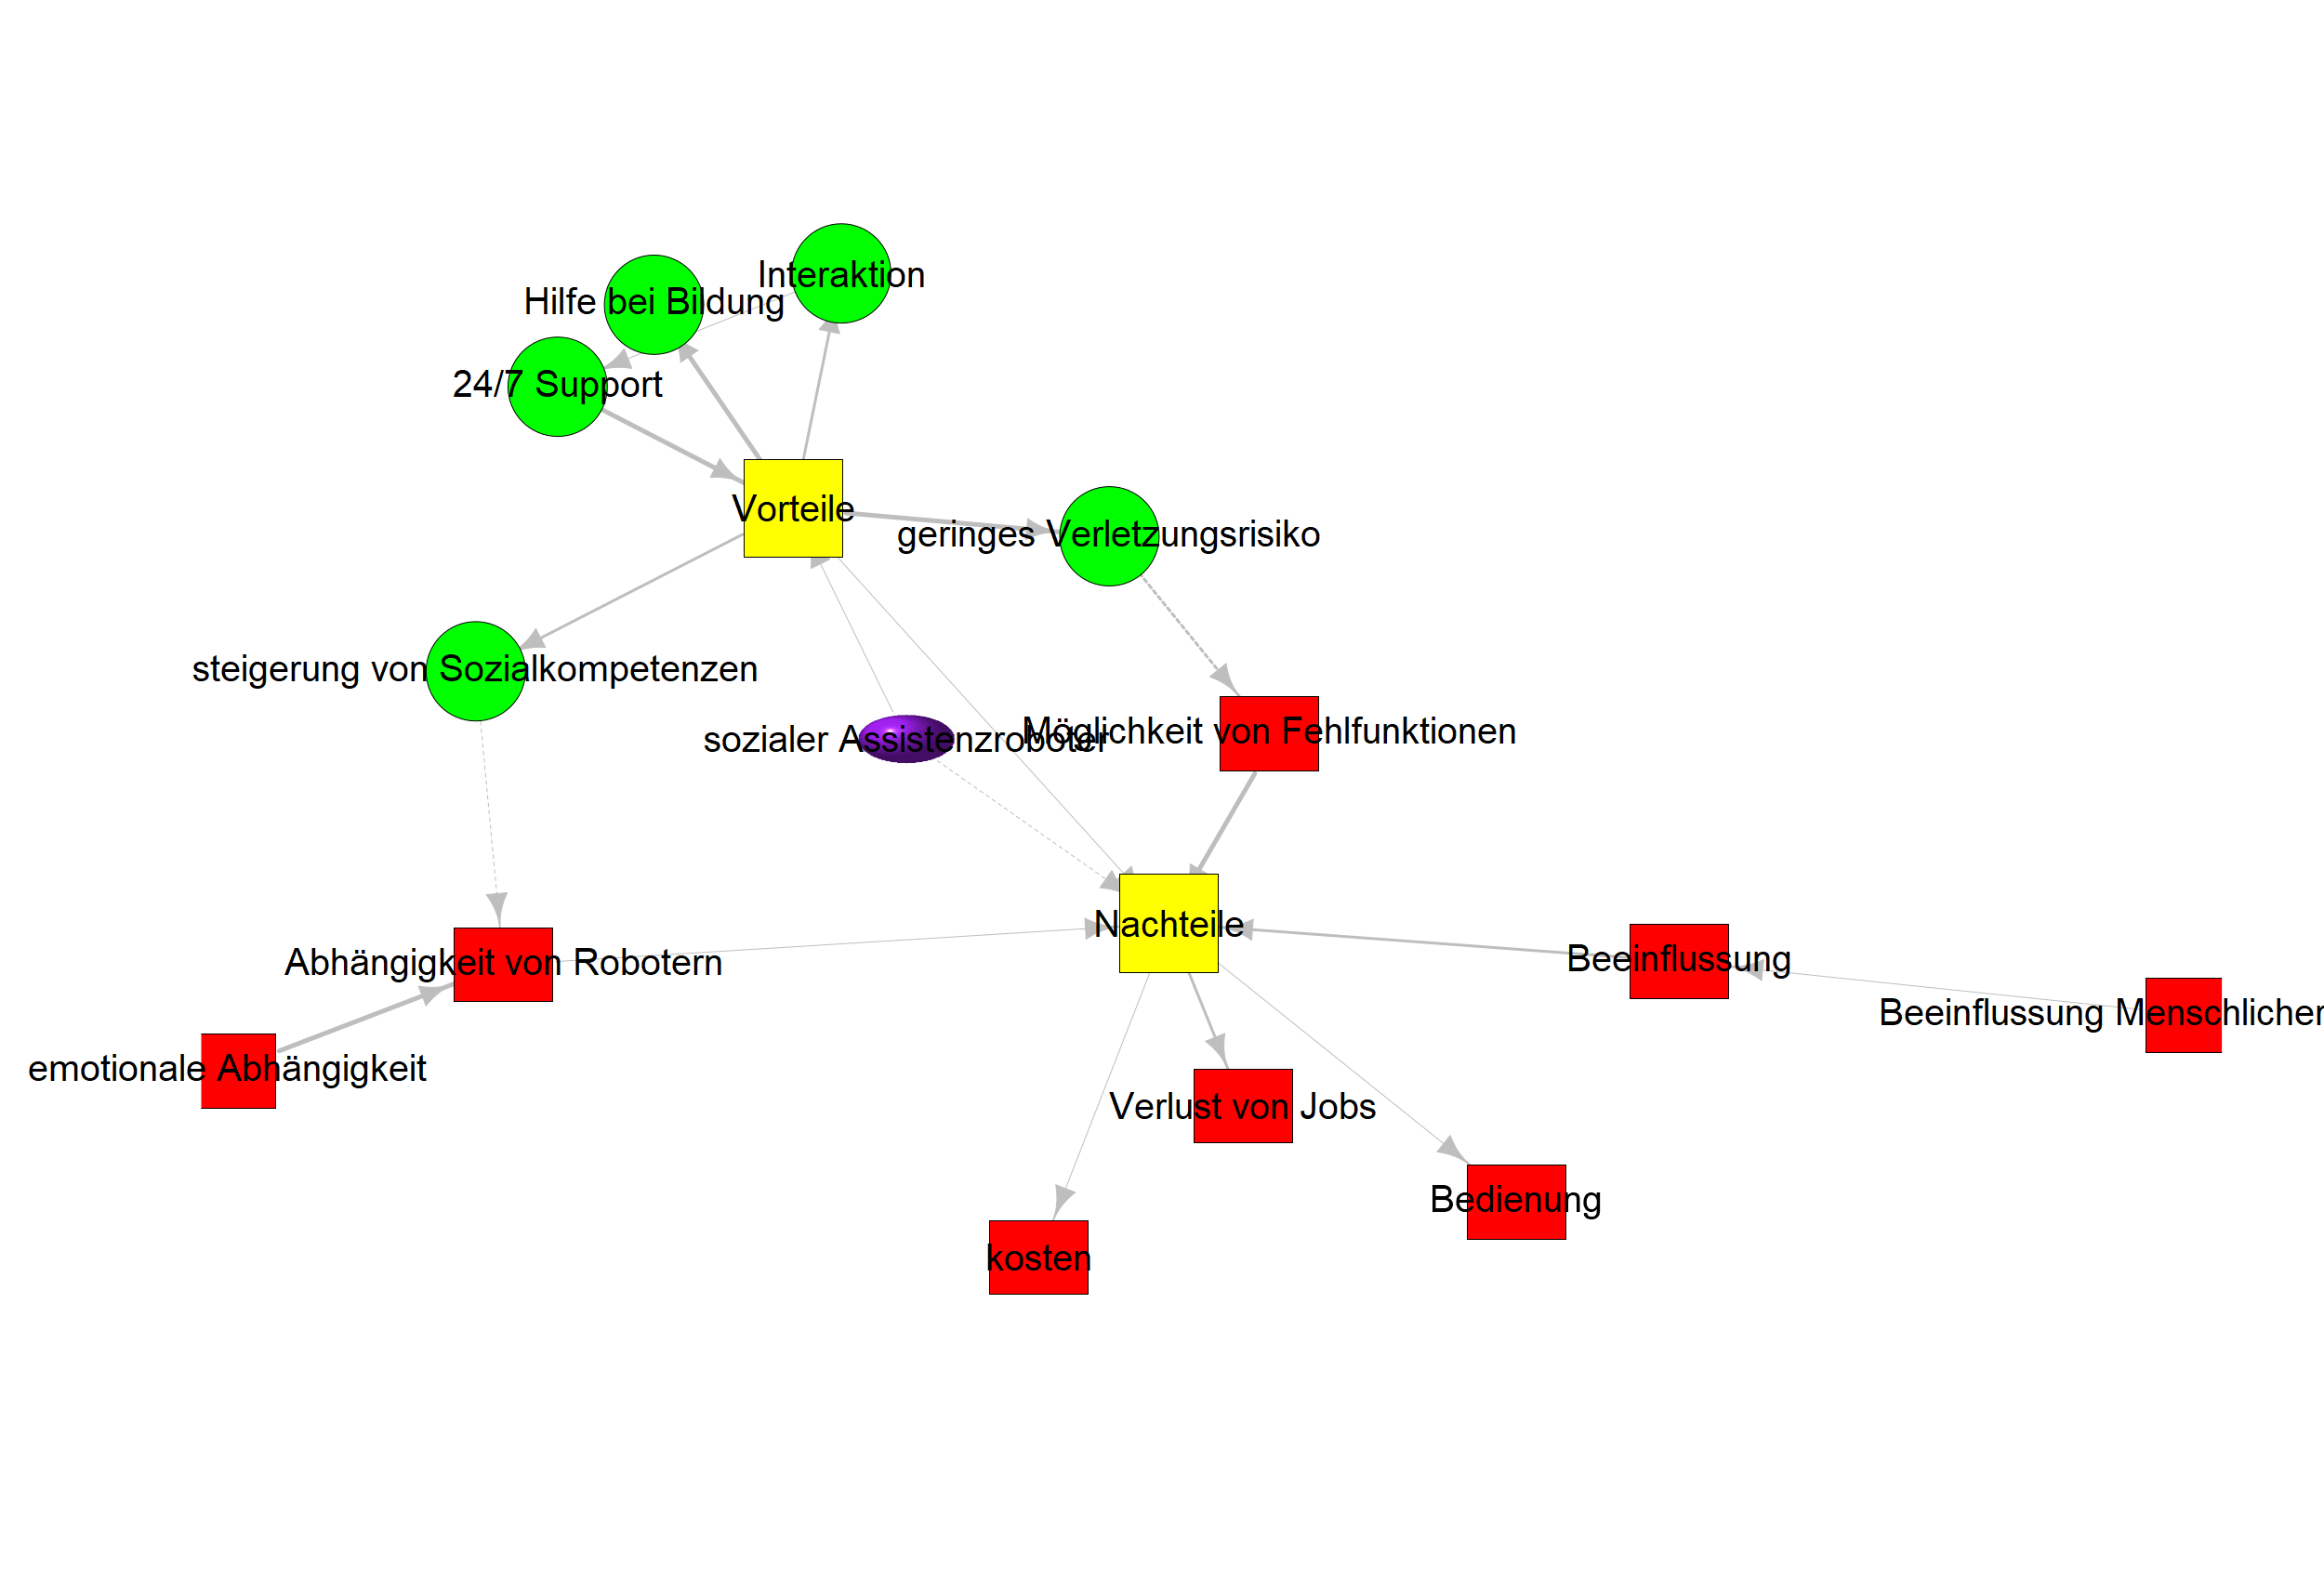 Interaktion
Hilfe bei Bildung
24/7 Support
Vorteile
geringes Verletzungsrisiko
steigerung von Sozialkompetenzen
sozialer Assistenzroboter
Möglichkeit von Fehlfunktionen
Nachteile
Beeinflussung
Abhängigkeit von Robotern
Beeinflussung Menschlicher
emotionale Abhängigkeit
Verlust von Jobs
Bedienung
kosten